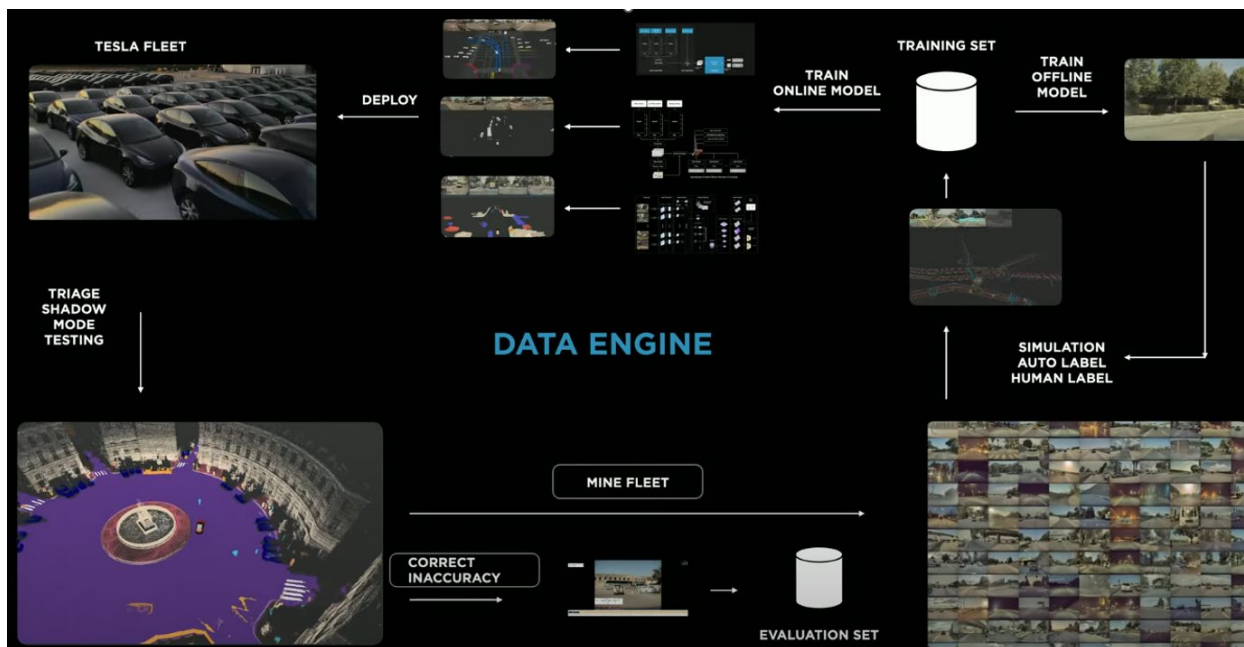 TESLA FLEET
DEPLOY
TRAIN
ONLINE MODEL
TRAINING SET
TRAIN
OFFLINE
MODEL
TRIAGE
SHADOW
MODE
TESTING
DATA ENGINE
SIMULATION
AUTO LABEL
HUMAN LABEL
MINE FLEET
CORRECT
INACCURACY
EVALUATION SET